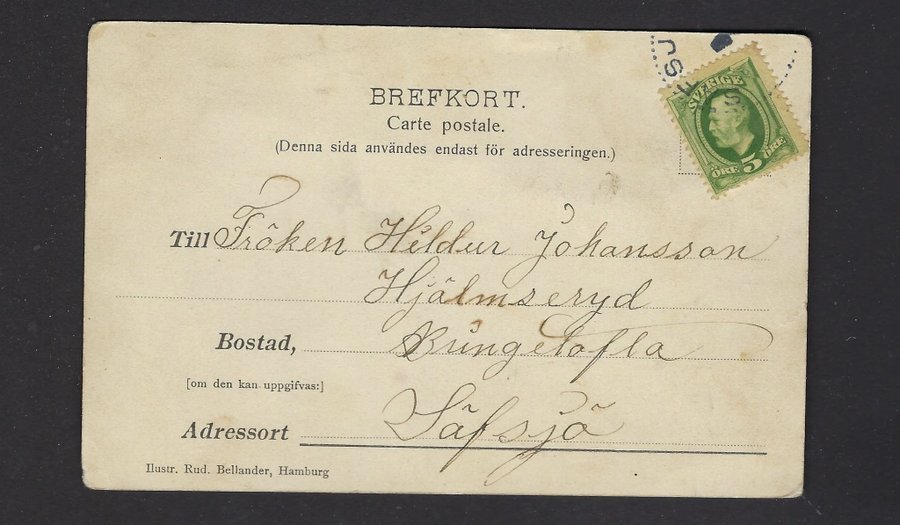 BREFKORT.
Carte postale.
(Denna sida användes endast för adresseringen.)
SVERIGE
ÖRE 5 ÖRE
Till Fröken Hildur Johansson
Hjälmseryd
Bostad,
[om den kan uppgifvas:]
Adressort Säfsjö
Ilustr. Rud. Bellander, Hamburg